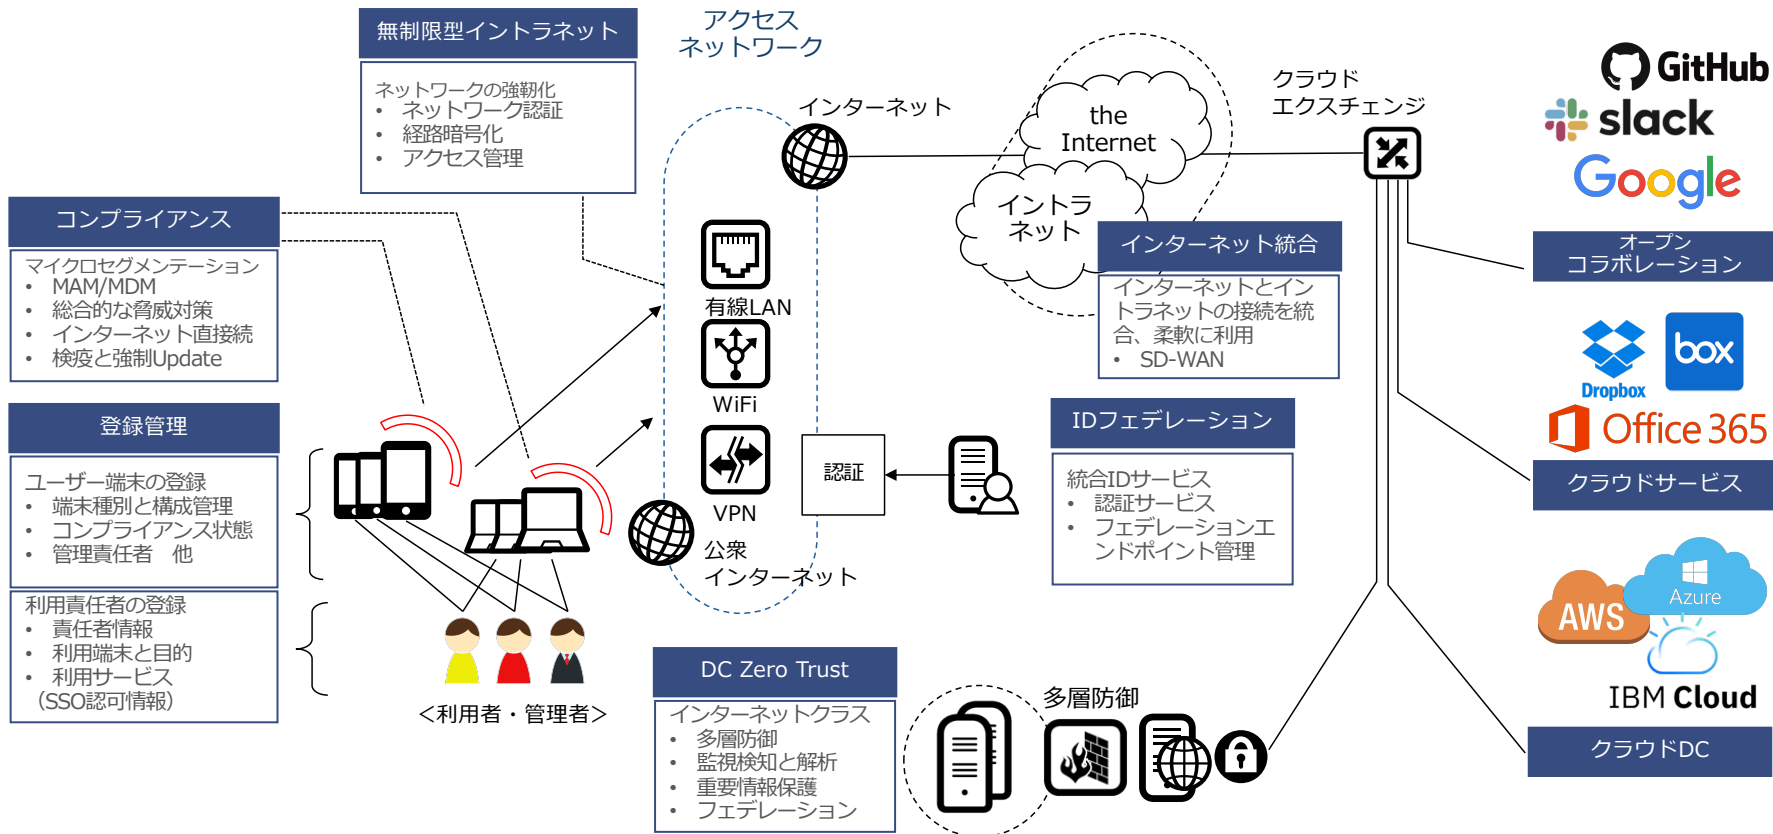 無制限型イントラネット
ネットワークの強靭化
• ネットワーク認証
• 経路暗号化
• アクセス管理
アクセス
ネットワーク
インターネット
the
Internet
イントラ
ネット
クラウド
エクスチェンジ
GitHub
slack
Google
オープン
コラボレーション
コンプライアンス
マイクロセグメンテーション
• MAM/MDM
• 総合的な脅威対策
• インターネット直接続
• 検疫と強制Update
有線LAN
WiFi
VPN
公衆
インターネット
インターネット統合
インターネットとイン
トラネットの接続を統
合、柔軟に利用
• SD-WAN
Dropbox
box
Office 365
クラウドサービス
登録管理
ユーザー端末の登録
• 端末種別と構成管理
• コンプライアンス状態
• 管理責任者 他
利用責任者の登録
• 責任者情報
• 利用端末と目的
• 利用サービス
（SSO認可情報）
＜利用者・管理者＞
認証
IDフェデレーション
統合IDサービス
• 認証サービス
• フェデレーションエ
ンドポイント管理
AWS
Azure
IBM Cloud
クラウドDC
DC Zero Trust
インターネットクラス
• 多層防御
• 監視検知と解析
• 重要情報保護
• フェデレーション
多層防御